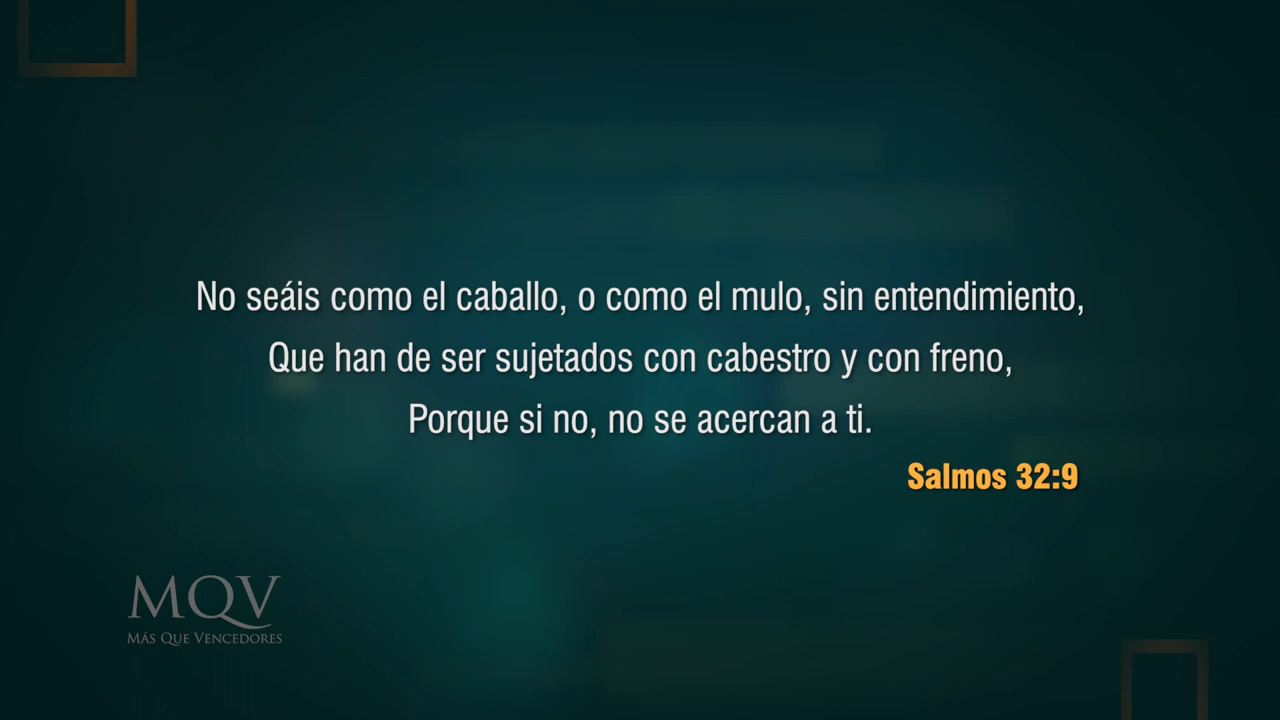 No seáis como el caballo, o como el mulo, sin entendimiento,
Que han de ser sujetados con cabestro y con freno,
Porque si no, no se acercan a ti.
Salmos 32:9
MQV
MÁS QUE VENCEDORES